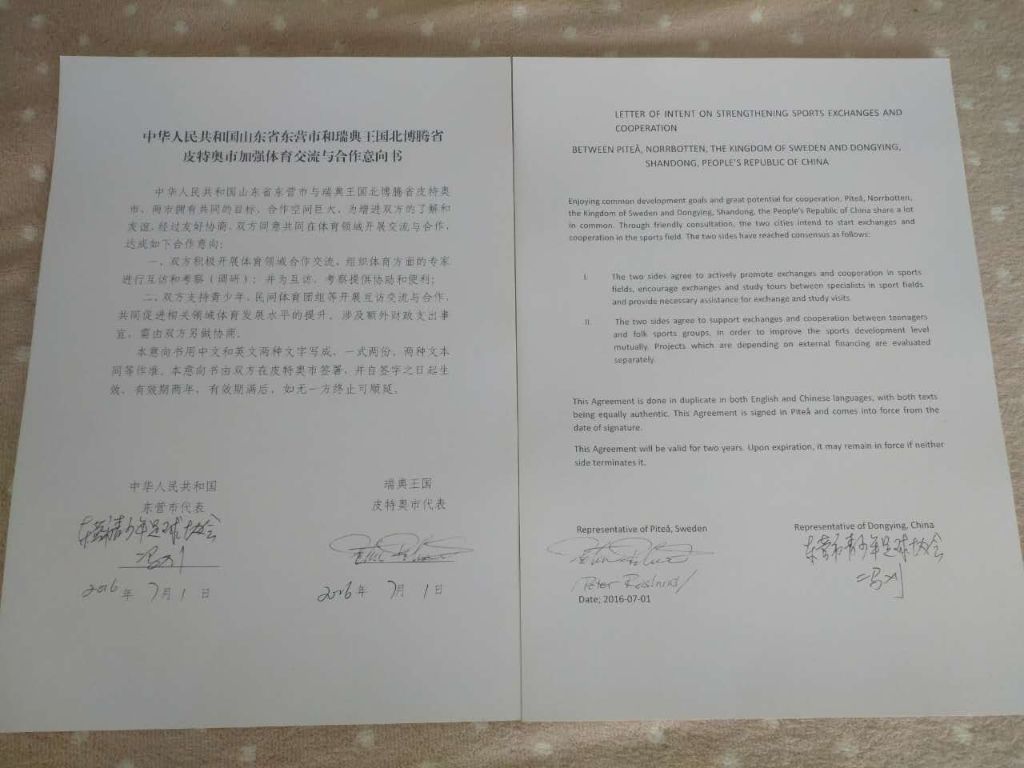 中华人民共和国山东省东营市和瑞典王国北博腾省
皮特奥市加强体育交流与合作意向书
中华人民共和国山东省东营市与瑞典王国北博腾省皮特奥
市，两市拥有共同的目标，合作空间巨大，为增进双方的了解和
友谊，经过友好协商，双方同意共同在体育领域开展交流与合作，
达成如下合作意向：
一、双方积极开展体育领域合作交流，组织体育方面的专家
进行互访和考察（调研）；并为互访、考察提供协助和便利；
二、双方支持青少年、民间体育团组等开展互访交流与合作，
共同促进相关领域体育发展水平的提升。涉及额外财政支出事
宜，需由双方另做协商。
本意向书用中文和英文两种文字写成，一式两份，两种文本
同等作准。本意向书由双方在皮特奥市签署，并自签字之日起生
效，有效期两年，有效期满后，如无一方终止可顺延。
中华人民共和国
东营市代表
东营市青少年足球协会
2016年 7月1日
瑞典王国
皮特奥市代表
2016年 7月1日
LETTER OF INTENT ON STRENGTHENING SPORTS EXCHANGES AND
COOPERATION
BETWEEN PITEÅ, NORRBOTTEN, THE KINGDOM OF SWEDEN AND DONGYING,
SHANDONG, PEOPLE'S REPUBLIC OF CHINA
Enjoying common development goals and great potential for cooperation, Piteå, Norrbotten,
the Kingdom of Sweden and Dongying, Shandong, the People's Republic of China share a lot
in common. Through friendly consultation, the two cities intend to start exchanges and
cooperation in the sports field. The two sides have reached consensus as follows:
I. The two sides agree to actively promote exchanges and cooperation in sports
fields, encourage exchanges and study tours between specialists in sport fields
and provide necessary assistance for exchange and study visits.
II. The two sides agree to support exchanges and cooperation between teenagers
and folk sports groups, in order to improve the sports development level
mutually. Projects which are depending on external financing are evaluated
separately.
This Agreement is done in duplicate in both English and Chinese languages, with both texts
being equally authentic. This Agreement is signed in Piteå and comes into force from the
date of signature.
This Agreement will be valid for two years. Upon expiration, it may remain in force if neither
side terminates it.
Representative of Piteå, Sweden
Peter
Date; 2016-07-01
Representative of Dongying, China
东营市青少年足球协会